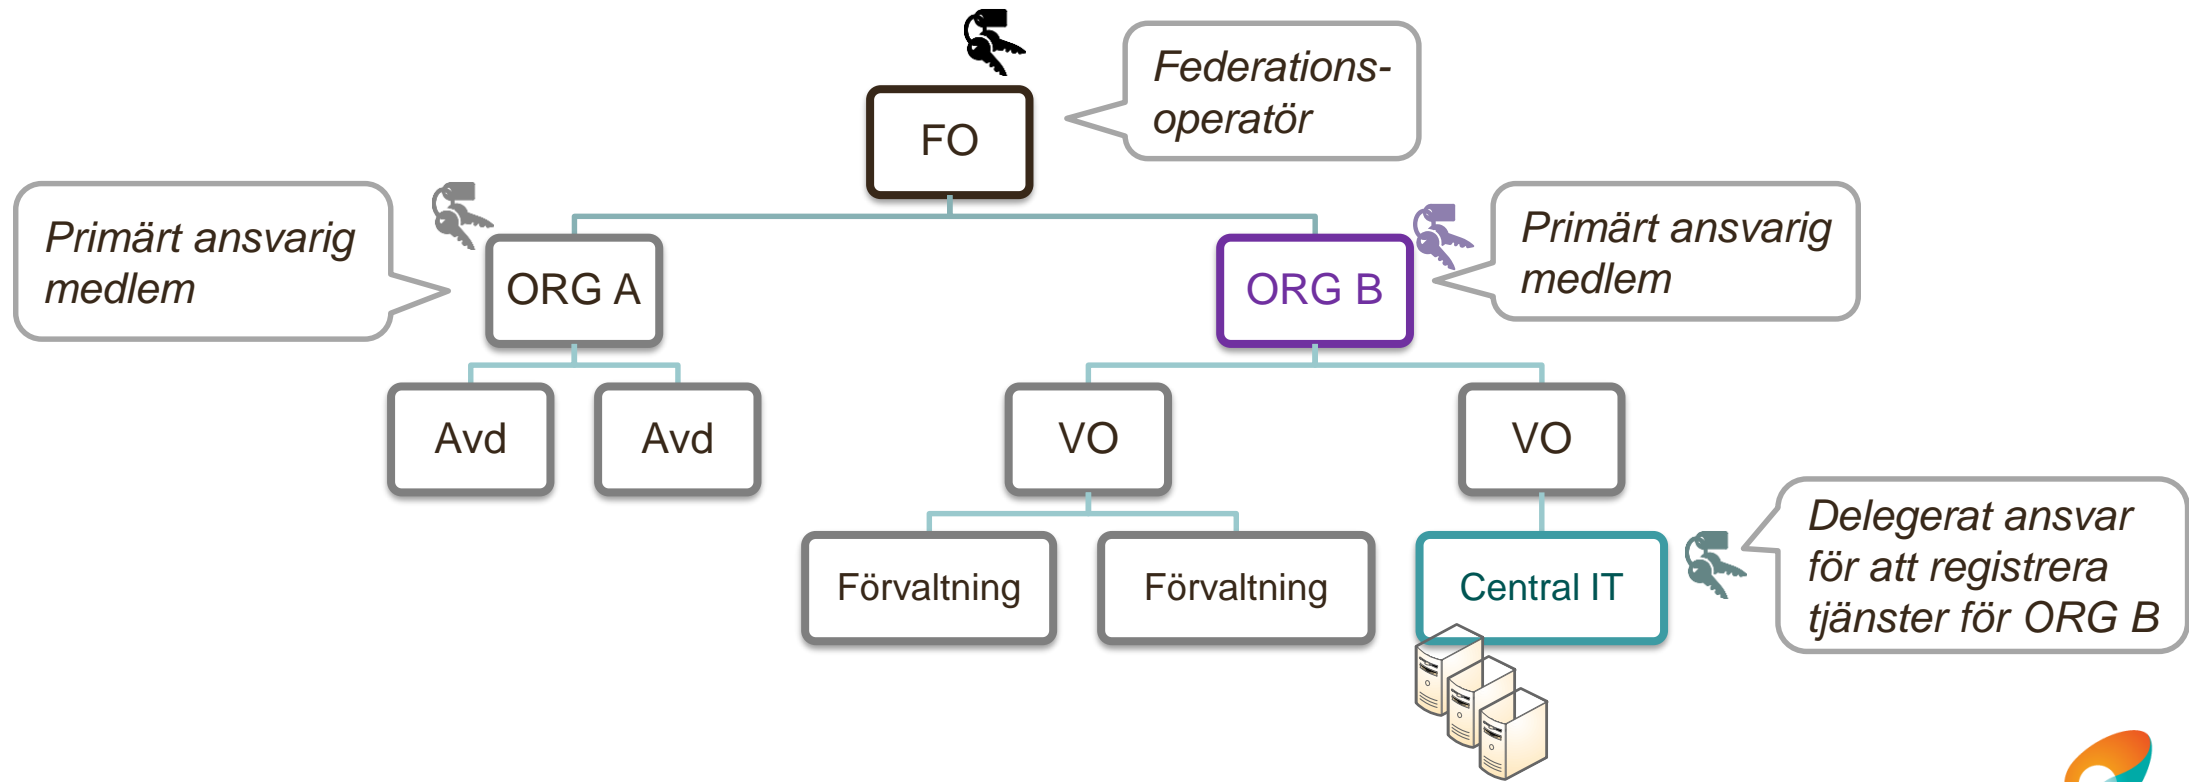 Federations-
operatör
FO
Primärt ansvarig
medlem
ORG A
ORG B
Primärt ansvarig
medlem
Avd
Avd
VO
VO
Förvaltning
Förvaltning
Central IT
Delegerat ansvar
för att registrera
tjänster för ORG B